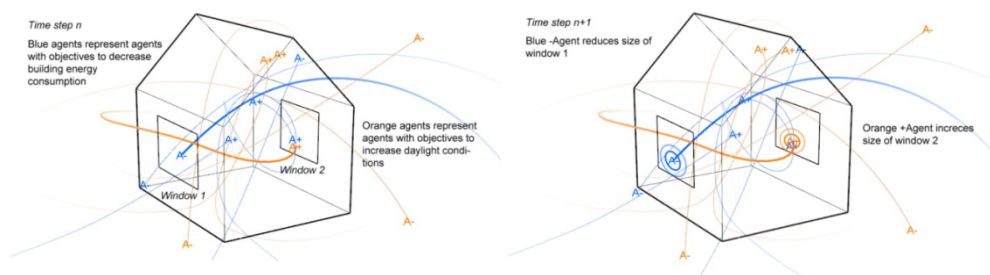 Time step n
Blue agents represent agents
with objectives to decrease
building energy
consumption
A-
A+
A+
A-
A+
A+
A+
A+
A-
A-
Window 1
Window 2
Orange agents represent
agents with objectives to
increase daylight condi-
tions
A-
A-
Time step n+1
Blue -Agent reduces size of
window 1
A-
A+
A+
A-
A+
A+
A-
A-
Orange +Agent increces
size of window 2
A-
A-
A-